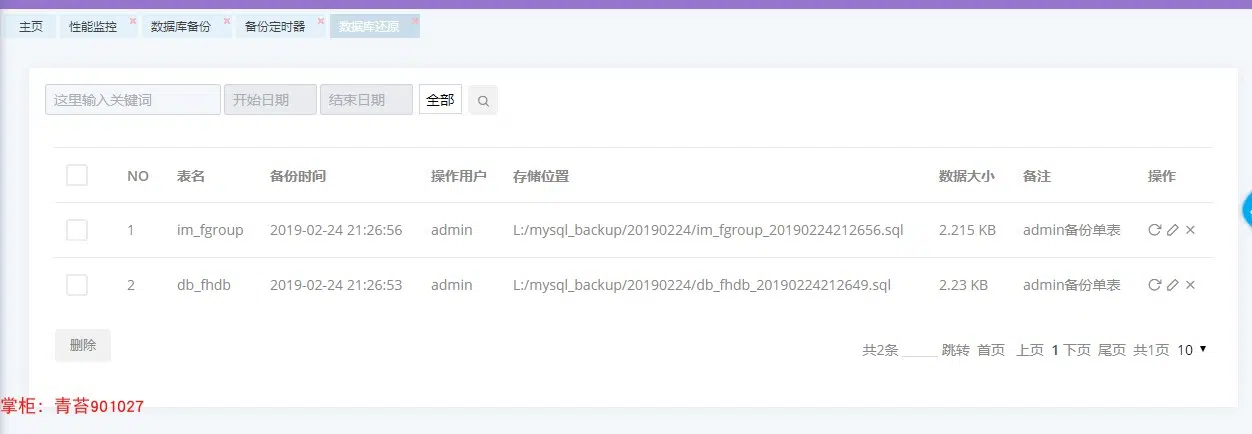 主页 性能监控 数据库备份 备份定时器 数据库还原
这里输入关键词 开始日期 结束日期 全部
NO 表名 备份时间 操作用户 存储位置 数据大小 备注 操作
1 im_fgroup 2019-02-24 21:26:56 admin L:/mysql_backup/20190224/im_fgroup_20190224212656.sql 2.215 KB admin备份单表
2 db_fhdb 2019-02-24 21:26:53 admin L:/mysql_backup/20190224/db_fhdb_20190224212649.sql 2.23 KB admin备份单表
删除
共2条 跳转 首页 上页 1 下页 尾页 共1页 10
掌柜：青苔901027